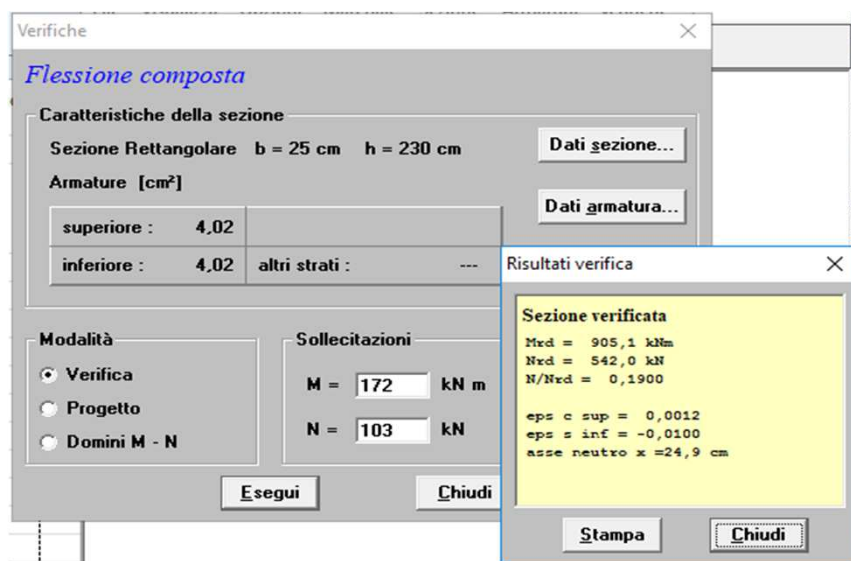 Verifiche
Flessione composta
Caratteristiche della sezione
Sezione Rettangolare b = 25 cm h = 230 cm
Dati sezione...
Armature [cm²]
Dati armatura...
superiore : 4,02
inferiore : 4,02 altri strati : ---
Modalità
Verifica
Progetto
Domini M - N
Sollecitazioni
M = 172 kN m
N = 103 kN
Esegui
Chiudi
Risultati verifica
Sezione verificata
Mrd = 905,1 kNm
Nrd = 542,0 kN
N/Nrd = 0,1900
eps c sup = 0,0012
eps s inf = -0,0100
asse neutro x =24,9 cm
Stampa
Chiudi